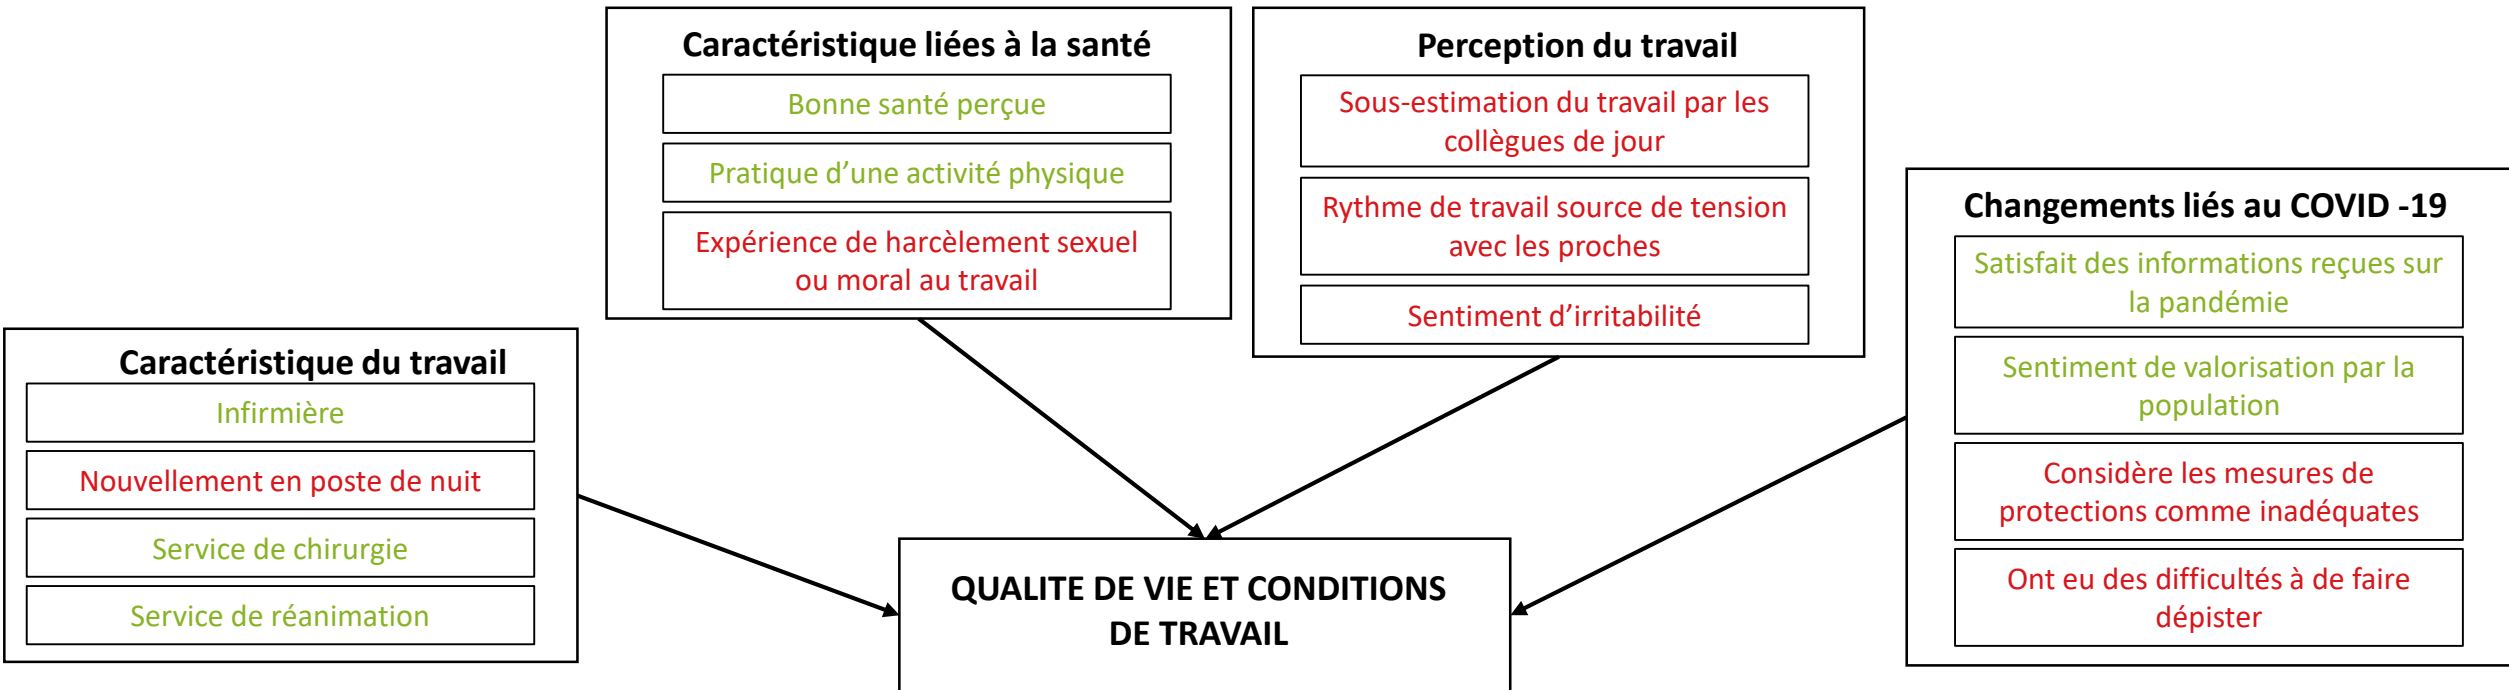 Caractéristique liées à la santé
Bonne santé perçue
Pratique d'une activité physique
Expérience de harcèlement sexuel
ou moral au travail
Perception du travail
Sous-estimation du travail par les
collègues de jour
Rythme de travail source de tension
avec les proches
Sentiment d'irritabilité
Changements liés au COVID -19
Satisfait des informations reçues sur
la pandémie
Sentiment de valorisation par la
population
Considère les mesures de
protections comme inadéquates
Ont eu des difficultés à de faire
dépister
Caractéristique du travail
Infirmière
Nouvellement en poste de nuit
Service de chirurgie
Service de réanimation
QUALITE DE VIE ET CONDITIONS
DE TRAVAIL